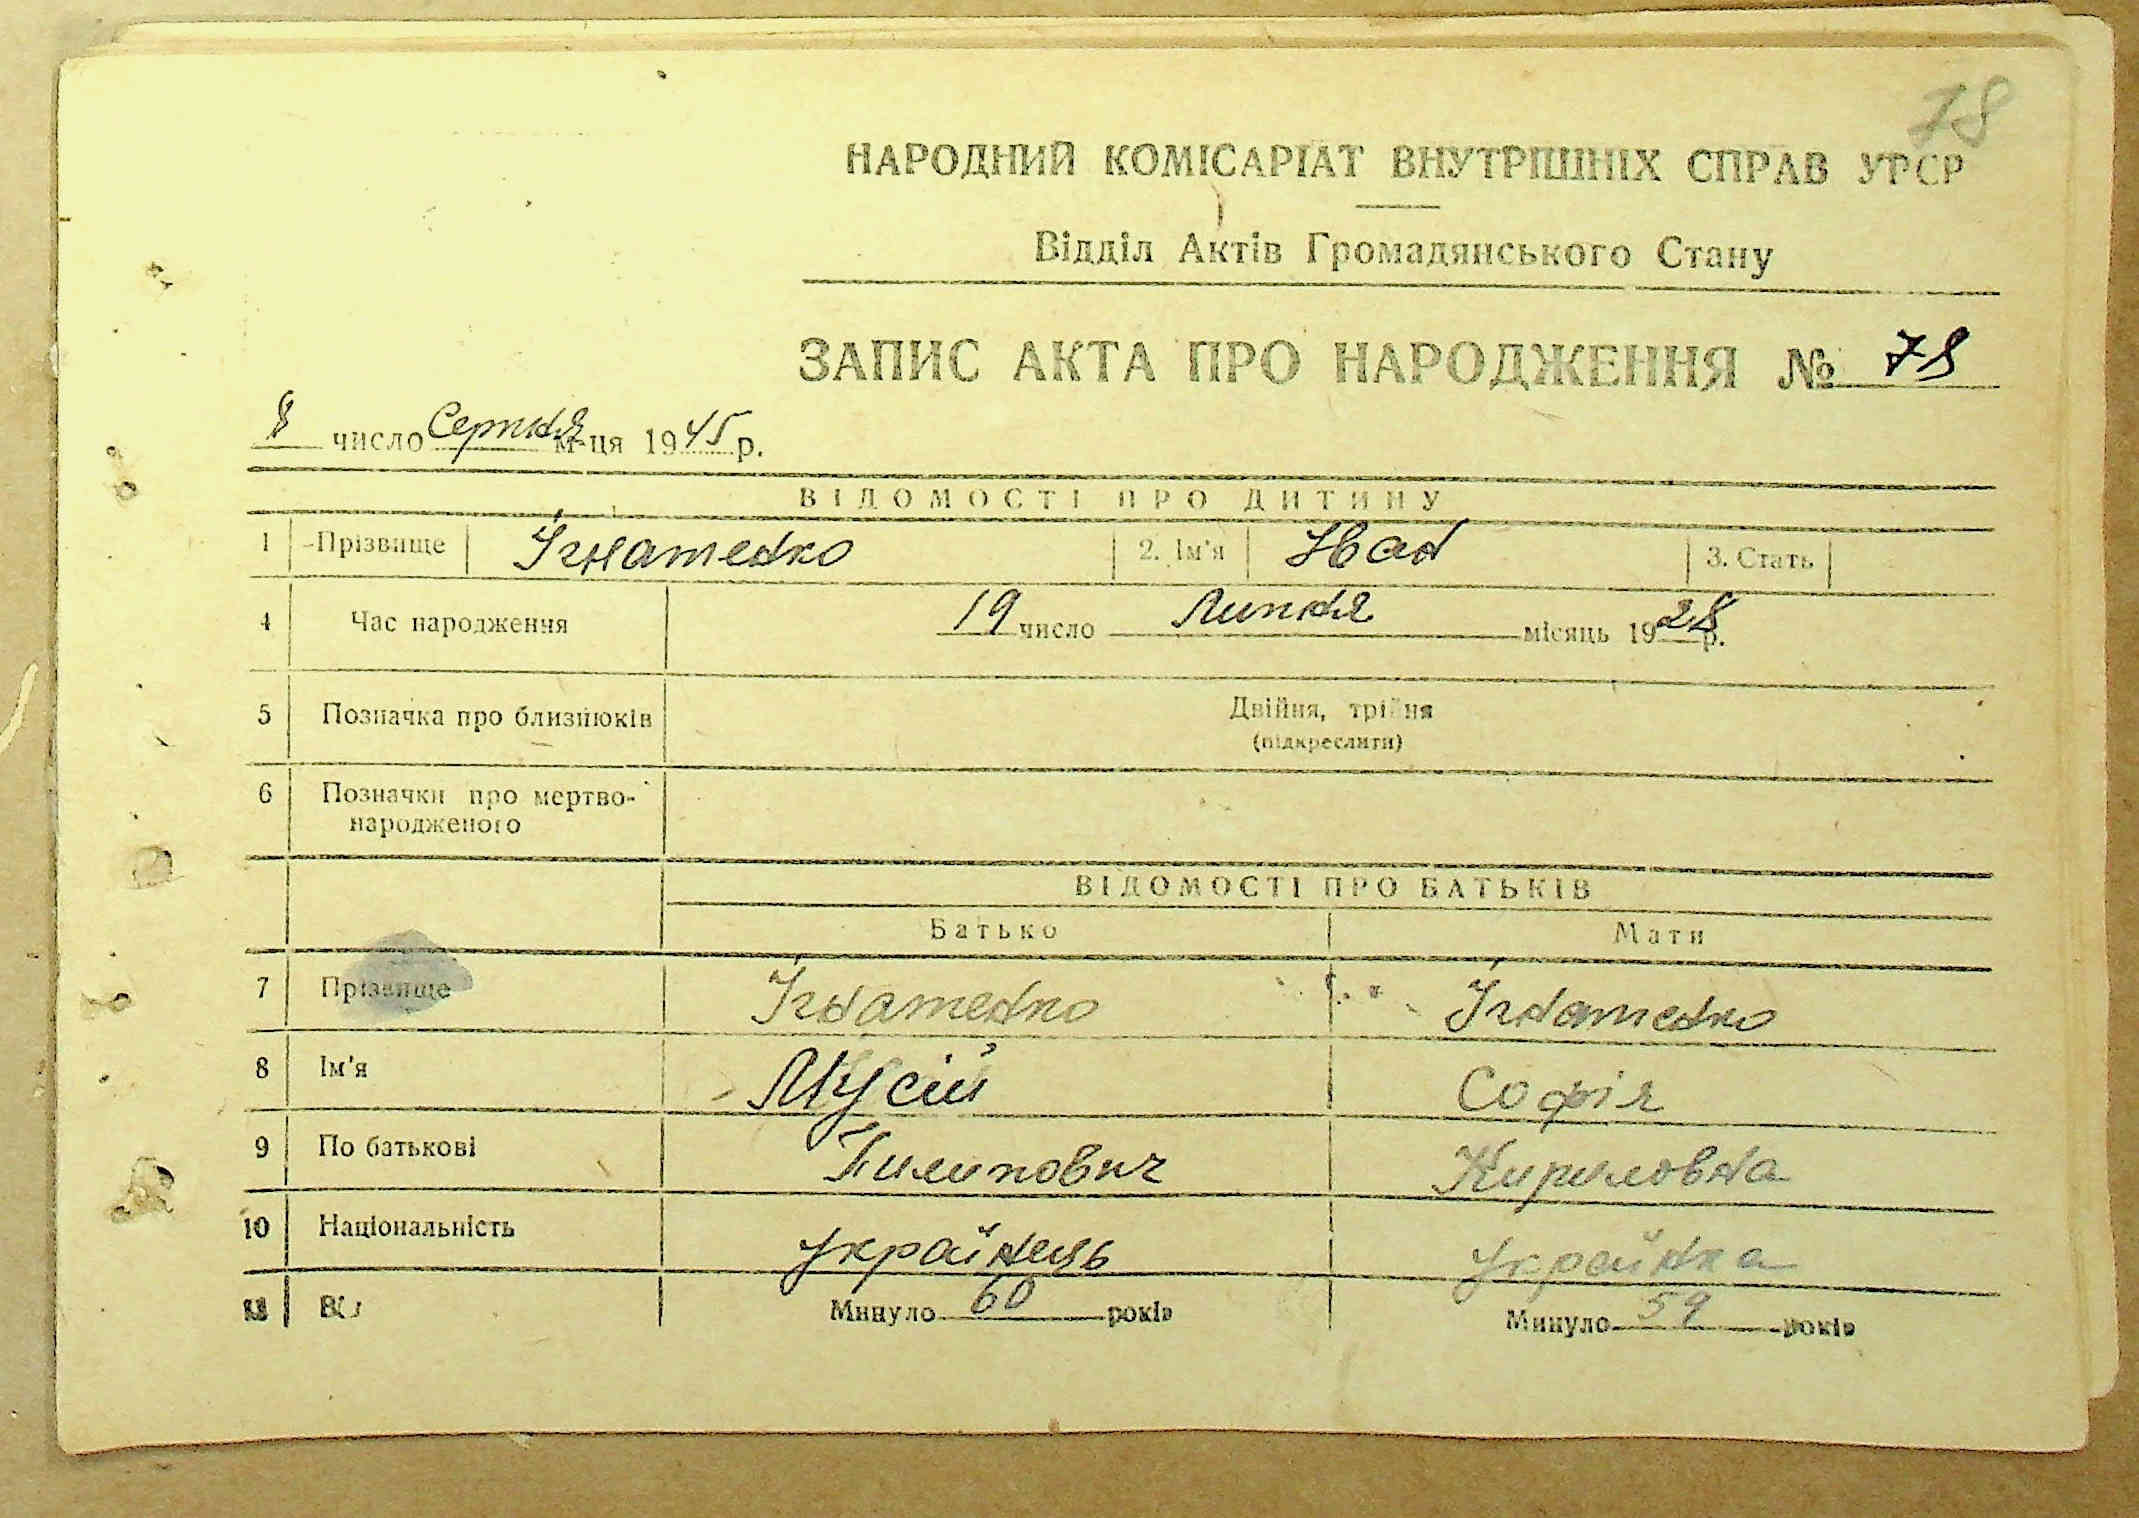 78
НАРОДНИЙ КОМІСАРІАТ ВНУТРІШНІХ СПРАВ УРСР
Відділ Актів Громадянського Стану
ЗАПИС АКТА ПРО НАРОДЖЕННЯ № 78
8 число Серпня м-ця 1945 р.
ВІДОМОСТІ ПРО ДИТИНУ
1 Прізвище Ігнатенко 2. Ім'я Іван 3. Стать
4 Час народження 19 число Липня місяць 1928 р.
5 Позначка про близнюків Двійня, трійня
(підкреслити)
6 Позначки про мертво-
народженого
ВІДОМОСТІ ПРО БАТЬКІВ
Батько Мати
7 Прізвище Ігнатенко Ігнатенко
8 Ім'я Мусій Софія
9 По батькові Пилипович Кириловна
10 Національність Українець Українка
Минуло 60 років Минуло 59 років